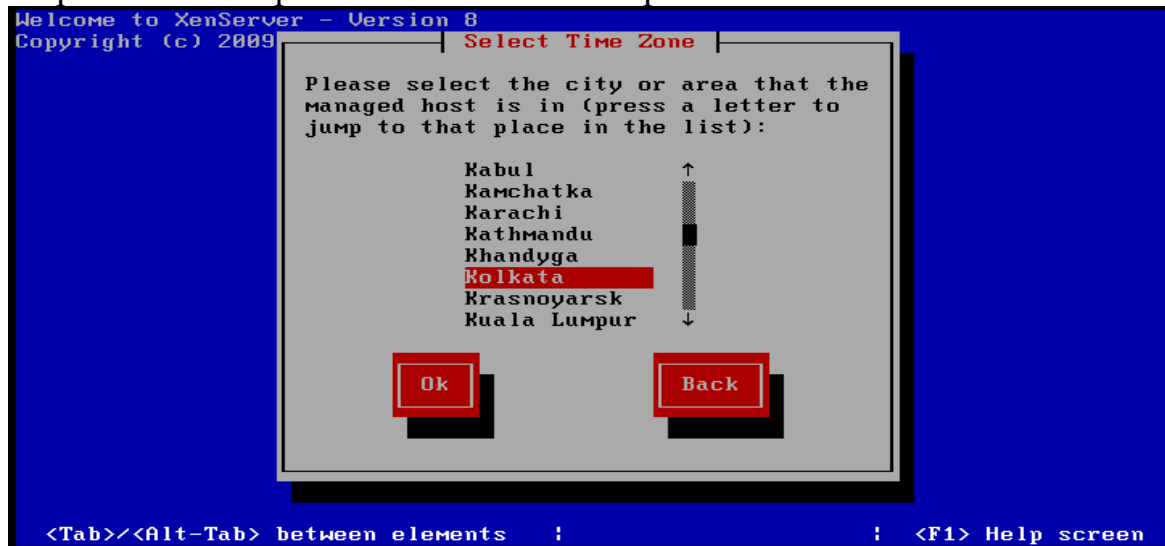 Welcome to XenServer - Version 8
Copyright (c) 2009
Select Time Zone
Please select the city or area that the
managed host is in (press a letter to
jump to that place in the list):
Kabul ↑
Kamchatka
Karachi
Kathmandu
Khandyga
Kolkata
Krasnoyarsk
Kuala Lumpur ↓
Ok Back
<Tab>/<Alt-Tab> between elements ¦ ¦ <F1> Help screen